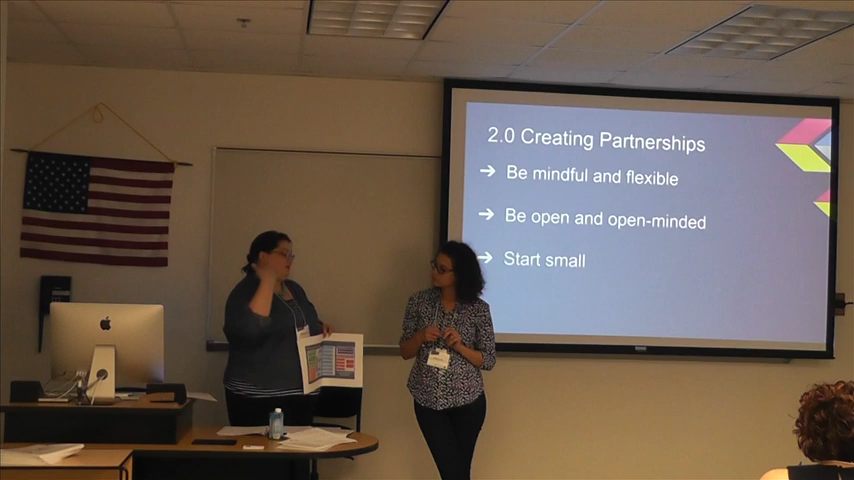 2.0 Creating Partnerships
➔ Be mindful and flexible
➔ Be open and open-minded
➔ Start small